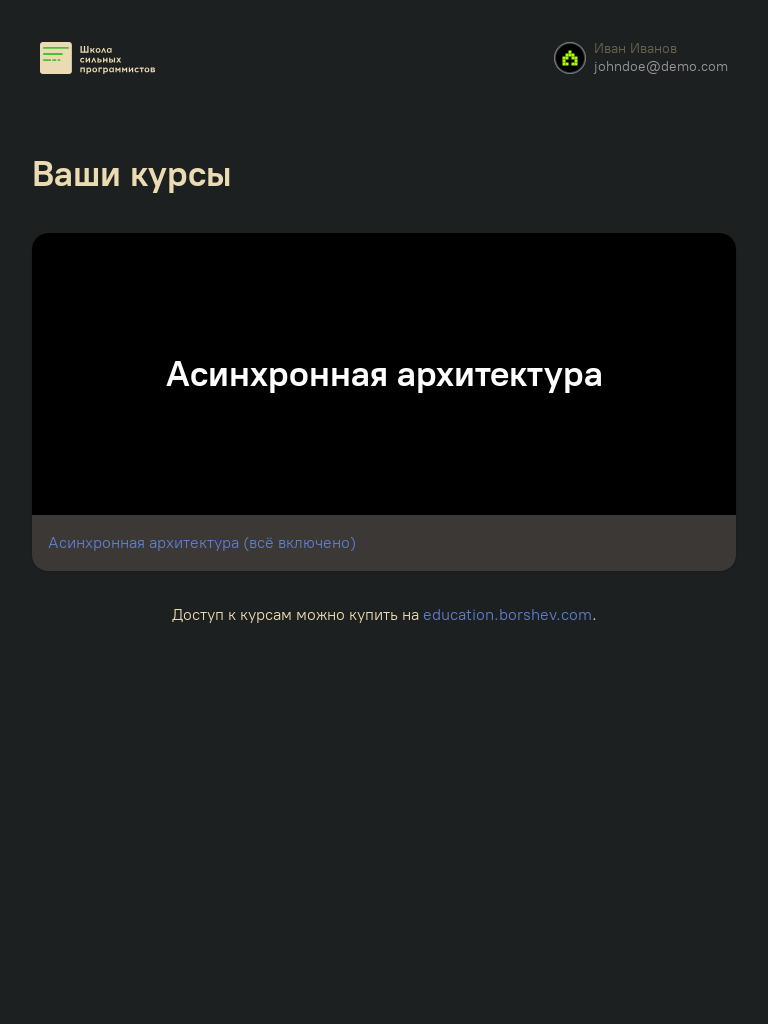 Школа
сильных
программистов
Иван Иванов
johndoe@demo.com
Ваши курсы
Асинхронная архитектура
Асинхронная архитектура (всё включено)
Доступ к курсам можно купить на education.borshev.com.